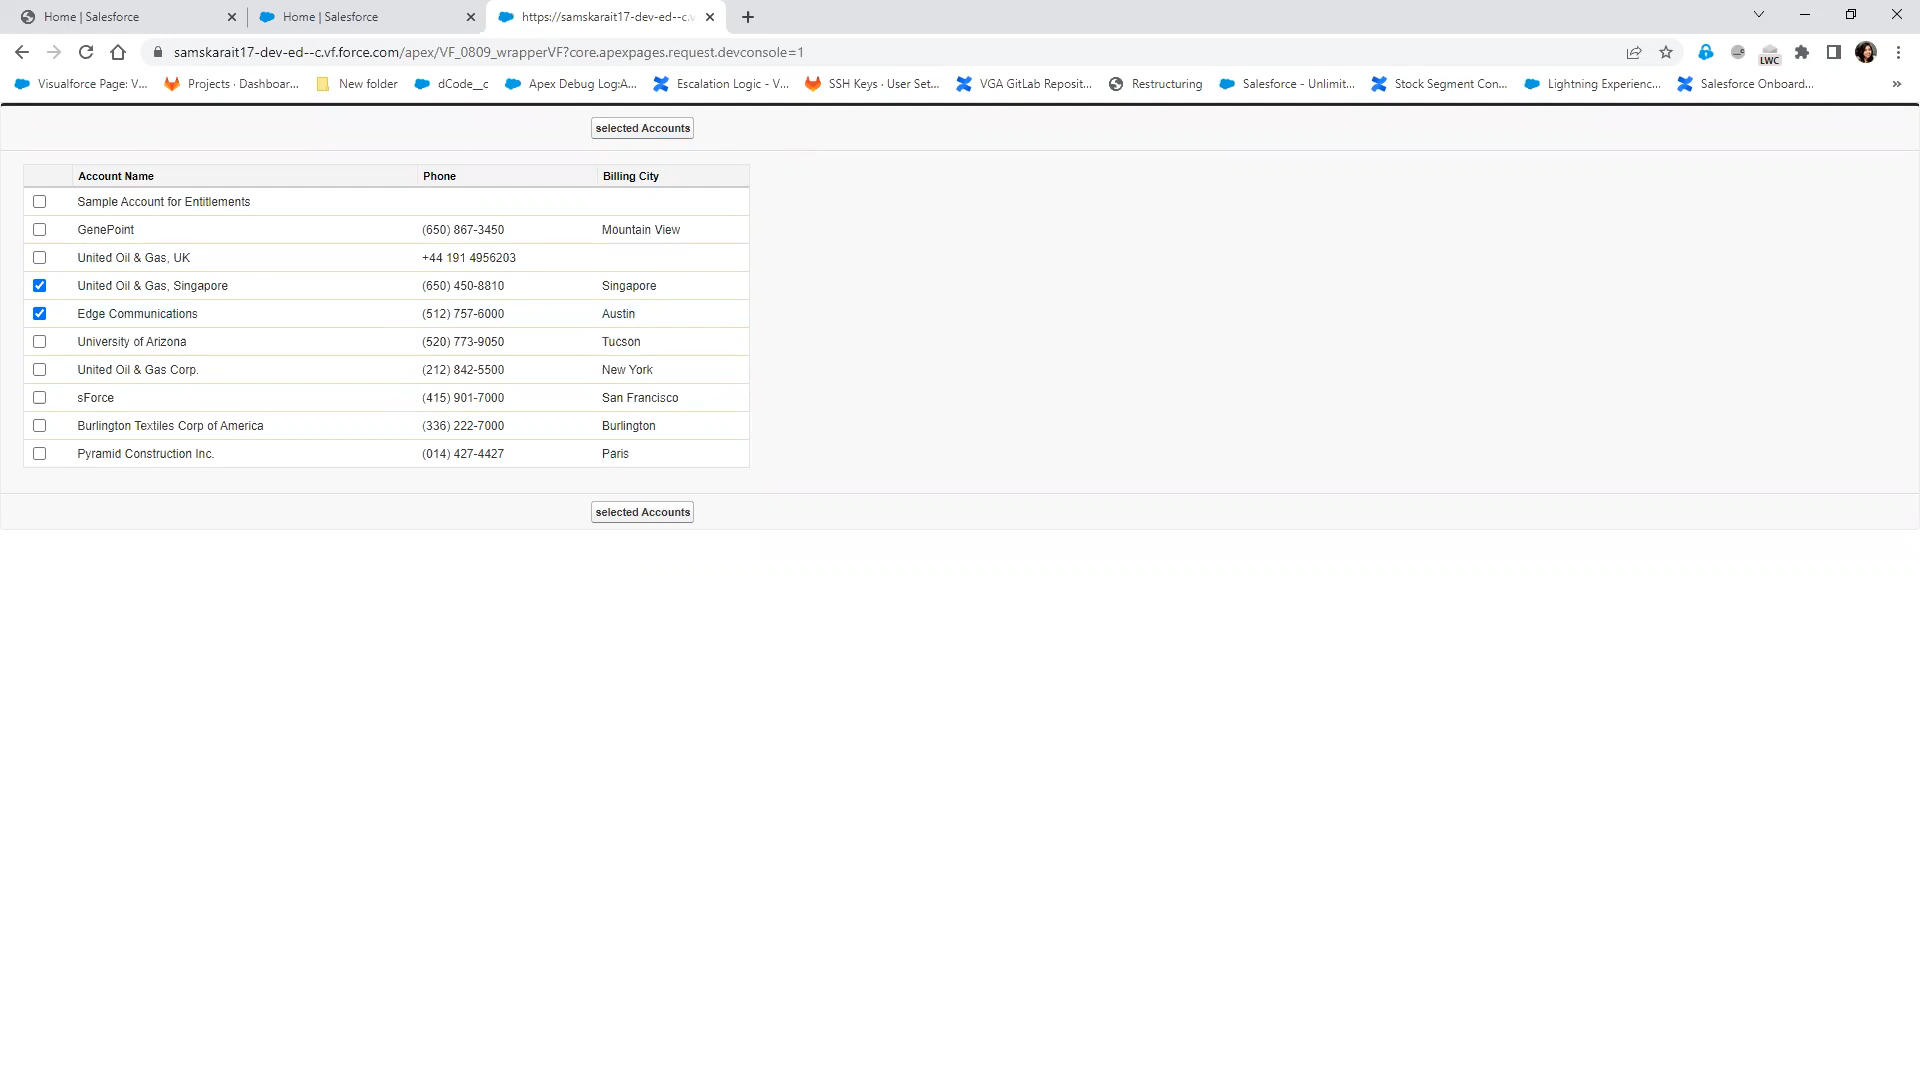 Home | Salesforce
Home | Salesforce
https://samskarait17-dev-ed--c.v
samskarait17-dev-ed--c.vf.force.com/apex/VF_0809_wrapperVF?core.apexpages.request.devconsole=1
LWC
Visualforce Page: V... Projects · Dashboar... New folder dCode__c Apex Debug Log:A... Escalation Logic - V... SSH Keys · User Set... VGA GitLab Reposit... Restructuring Salesforce - Unlimit... Stock Segment Con... Lightning Experienc... Salesforce Onboard... »
selected Accounts
Account Name Phone Billing City
Sample Account for Entitlements
GenePoint (650) 867-3450 Mountain View
United Oil & Gas, UK +44 191 4956203
United Oil & Gas, Singapore (650) 450-8810 Singapore
Edge Communications (512) 757-6000 Austin
University of Arizona (520) 773-9050 Tucson
United Oil & Gas Corp. (212) 842-5500 New York
sForce (415) 901-7000 San Francisco
Burlington Textiles Corp of America (336) 222-7000 Burlington
Pyramid Construction Inc. (014) 427-4427 Paris
selected Accounts